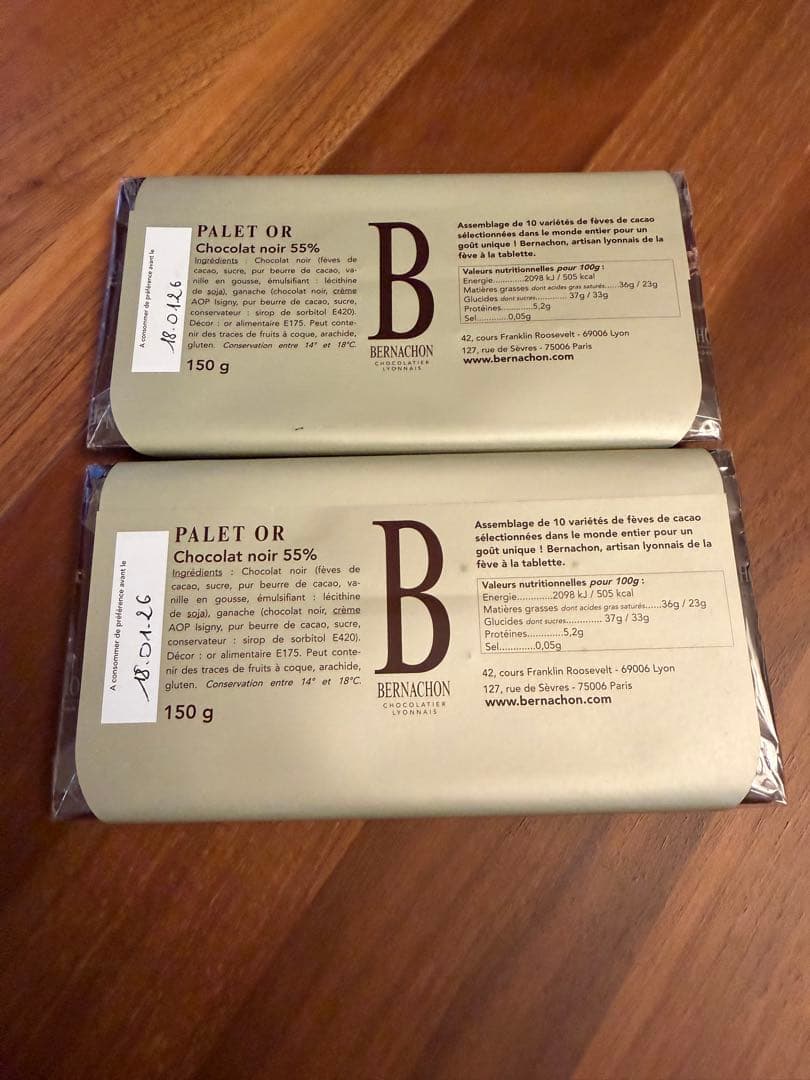 A consommer de préférence avant le
18.01.26
PALET OR
Chocolat noir 55%
Ingrédients : Chocolat noir (fèves de
cacao, sucre, pur beurre de cacao, va-
nille en gousse, émulsifiant : lécithine
de soja), ganache (chocolat noir, crème
AOP Isigny, pur beurre de cacao, sucre,
conservateur : sirop de sorbitol E420).
Décor : or alimentaire E175. Peut conte-
nir des traces de fruits à coque, arachide,
gluten. Conservation entre 14° et 18°C.
150 g
B
BERNACHON
CHOCOLATIER
LYONNAIS
Assemblage de 10 variétés de fèves de cacao
sélectionnées dans le monde entier pour un
goût unique ! Bernachon, artisan lyonnais de la
fève à la tablette.
Valeurs nutritionnelles pour 100g :
Energie............2098 kJ / 505 kcal
Matières grasses dont acides gras saturés......36g / 23g
Glucides dont sucres............. 37g / 33g
Protéines.............5,2g
Sel............0,05g
42, cours Franklin Roosevelt - 69006 Lyon
127, rue de Sèvres - 75006 Paris
www.bernachon.com
A consommer de préférence avant le
18.01.26
PALET OR
Chocolat noir 55%
Ingrédients : Chocolat noir (fèves de
cacao, sucre, pur beurre de cacao, va-
nille en gousse, émulsifiant : lécithine
de soja), ganache (chocolat noir, crème
AOP Isigny, pur beurre de cacao, sucre,
conservateur : sirop de sorbitol E420).
Décor : or alimentaire E175. Peut conte-
nir des traces de fruits à coque, arachide,
gluten. Conservation entre 14° et 18°C.
150 g
B
BERNACHON
CHOCOLATIER
LYONNAIS
Assemblage de 10 variétés de fèves de cacao
sélectionnées dans le monde entier pour un
goût unique ! Bernachon, artisan lyonnais de la
fève à la tablette.
Valeurs nutritionnelles pour 100g :
Energie............2098 kJ / 505 kcal
Matières grasses dont acides gras saturés......36g / 23g
Glucides dont sucres............. 37g / 33g
Protéines.............5,2g
Sel............0,05g
42, cours Franklin Roosevelt - 69006 Lyon
127, rue de Sèvres - 75006 Paris
www.bernachon.com